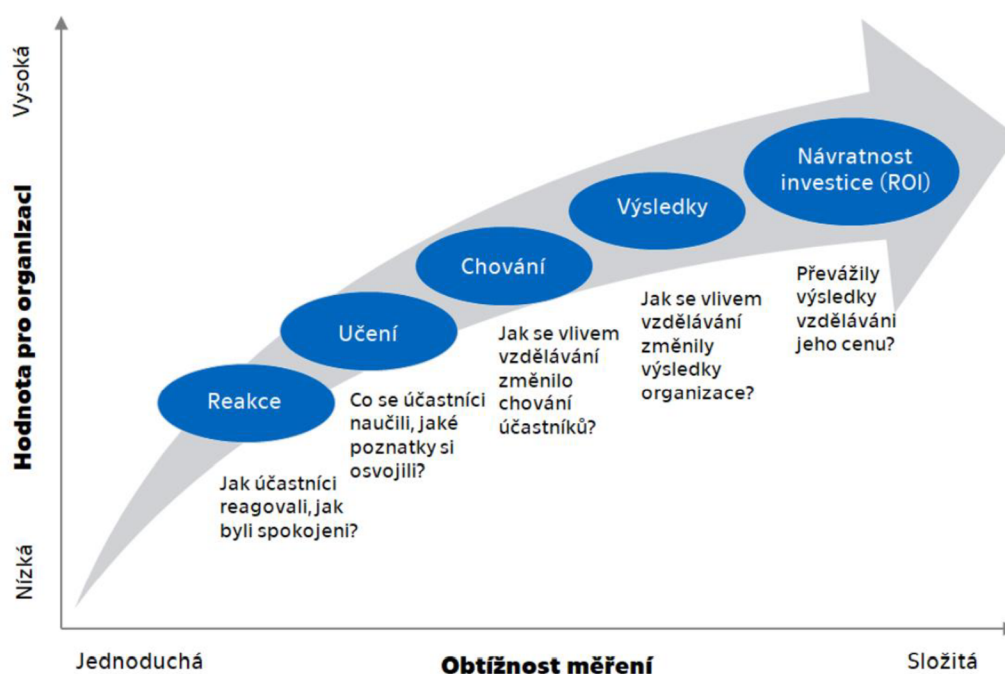 Vysoká
Hodnota pro organizaci
Nízká
Návratnost
investice (ROI)
Výsledky
Chování
Učení
Reakce
Převážily
výsledky
vzděláváni
jeho cenu?
Jak se vlivem
vzdělávání
změnily
výsledky
organizace?
Jak se vlivem
vzdělávání
změnilo
chování
účastníků?
Co se účastníci
naučili, jaké
poznatky si
osvojili?
Jak účastníci
reagovali, jak
byli spokojeni?
Jednoduchá
Obtížnost měření
Složitá